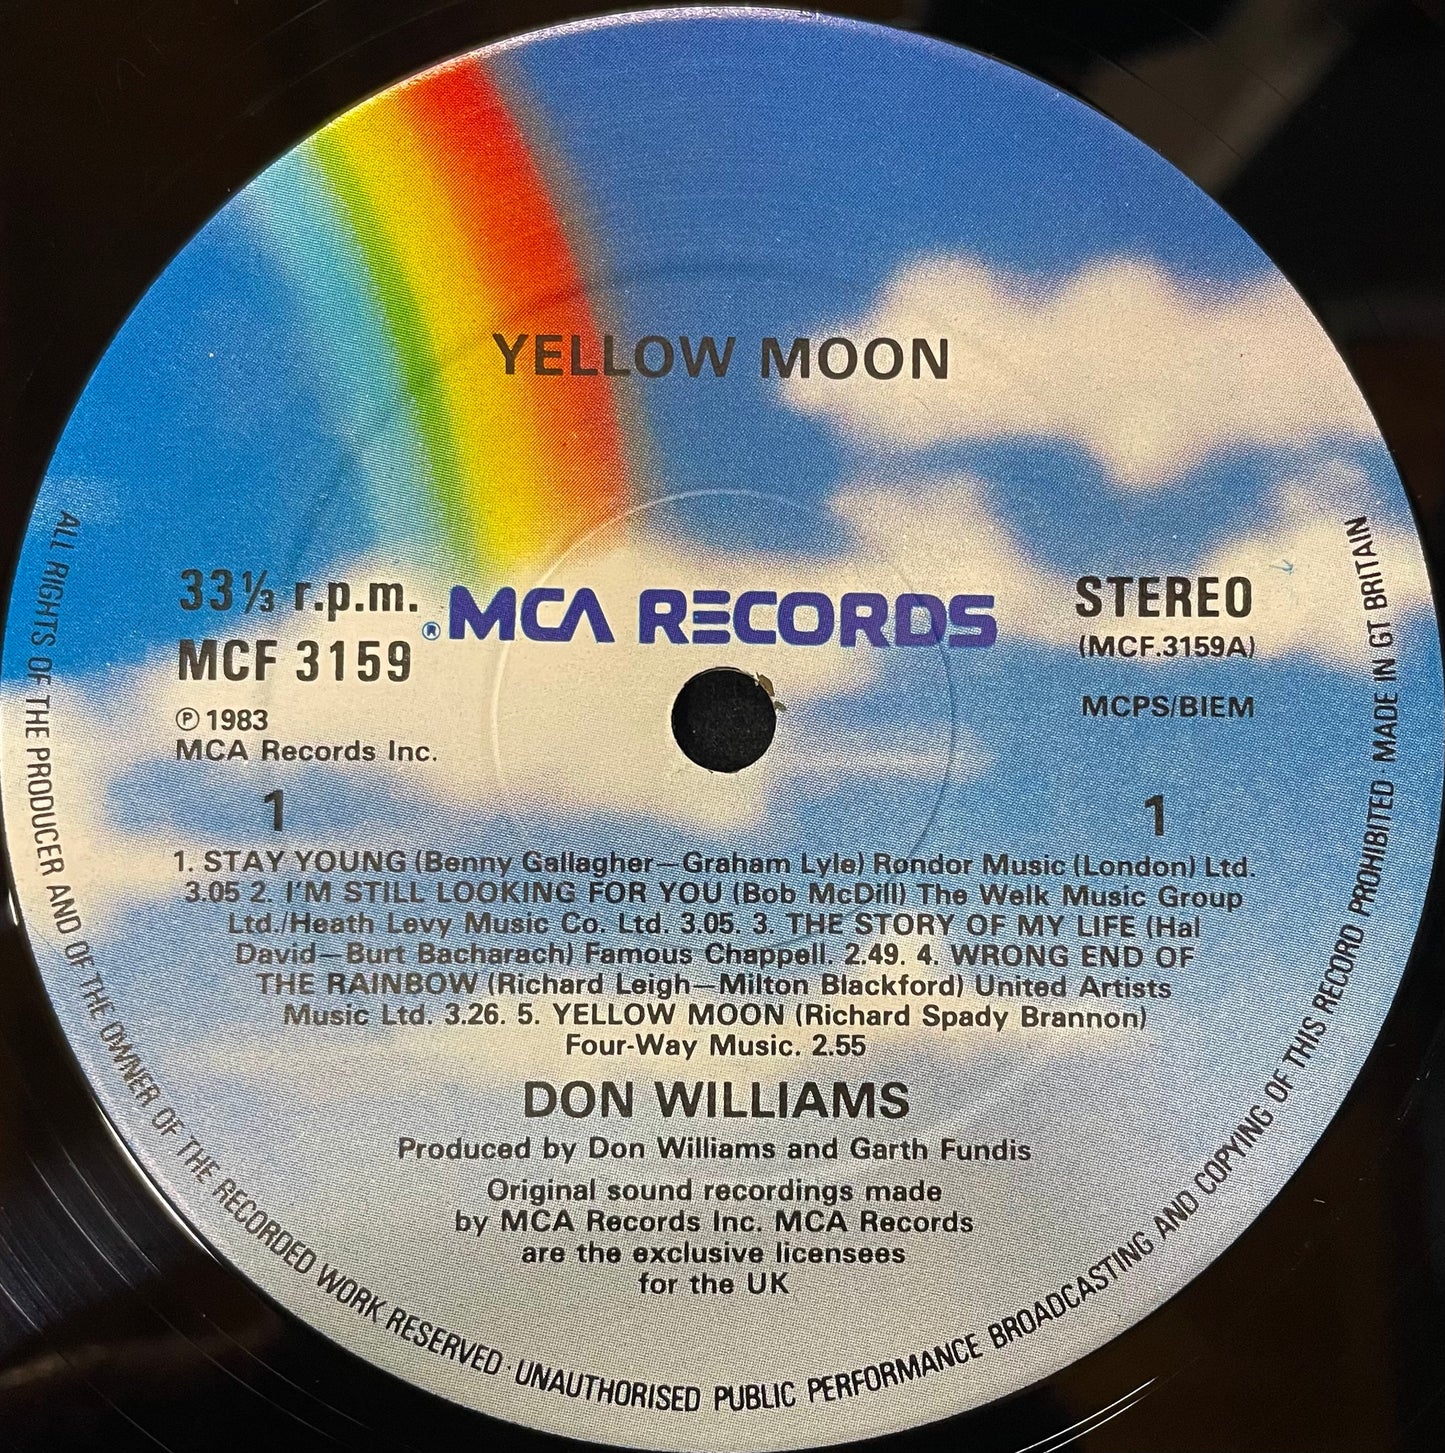 YELLOW MOON
33⅓ r.p.m.
MCF 3159
Ⓟ 1983
MCA Records Inc.
® MCA RECORDS
STEREO
(MCF.3159A)
MCPS/BIEM
1
1
1. STAY YOUNG (Benny Gallagher—Graham Lyle) Rondor Music (London) Ltd.
3.05 2. I'M STILL LOOKING FOR YOU (Bob McDill) The Welk Music Group
Ltd./Heath Levy Music Co. Ltd. 3.05. 3. THE STORY OF MY LIFE (Hal
David—Burt Bacharach) Famous Chappell. 2.49. 4. WRONG END OF
THE RAINBOW (Richard Leigh—Milton Blackford) United Artists
Music Ltd. 3.26. 5. YELLOW MOON (Richard Spady Brannon)
Four-Way Music. 2.55
DON WILLIAMS
Produced by Don Williams and Garth Fundis
Original sound recordings made
by MCA Records Inc. MCA Records
are the exclusive licensees
for the UK
ALL RIGHTS OF THE PRODUCER AND OF THE OWNER OF THE RECORDED WORK RESERVED · UNAUTHORISED PUBLIC PERFORMANCE BROADCASTING AND COPYING OF THIS RECORD PROHIBITED · MADE IN GT BRITAIN